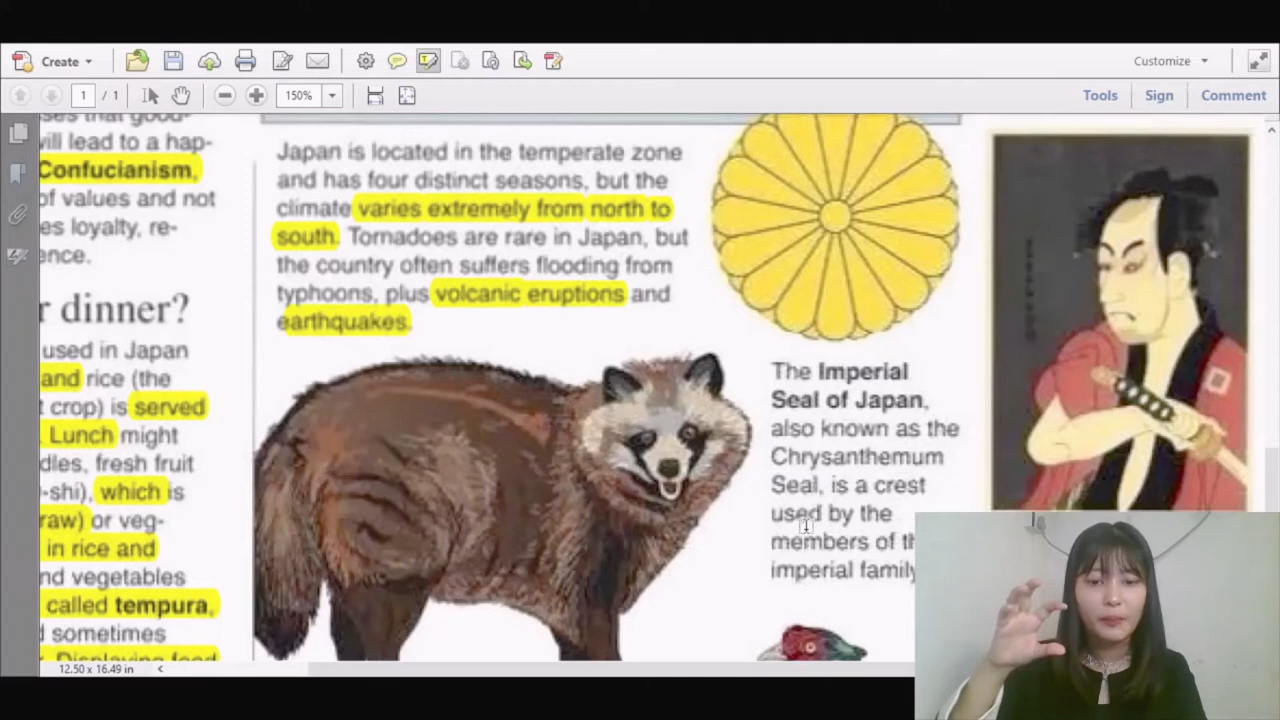 Create
Customize
1 / 1
150%
Tools
Sign
Comment
will lead to a hap-
Confucianism,
of values and not
es loyalty, re-
ence.
r dinner?
used in Japan
and rice (the
t crop) is served
. Lunch might
dles, fresh fruit
-shi), which is
raw) or veg-
in rice and
nd vegetables
called tempura,
d sometimes
Japan is located in the temperate zone
and has four distinct seasons, but the
climate varies extremely from north to
south. Tornadoes are rare in Japan, but
the country often suffers flooding from
typhoons, plus volcanic eruptions and
earthquakes.
The Imperial
Seal of Japan,
also known as the
Chrysanthemum
Seal, is a crest
used by the
members of th
imperial family
12.50 x 16.49 in